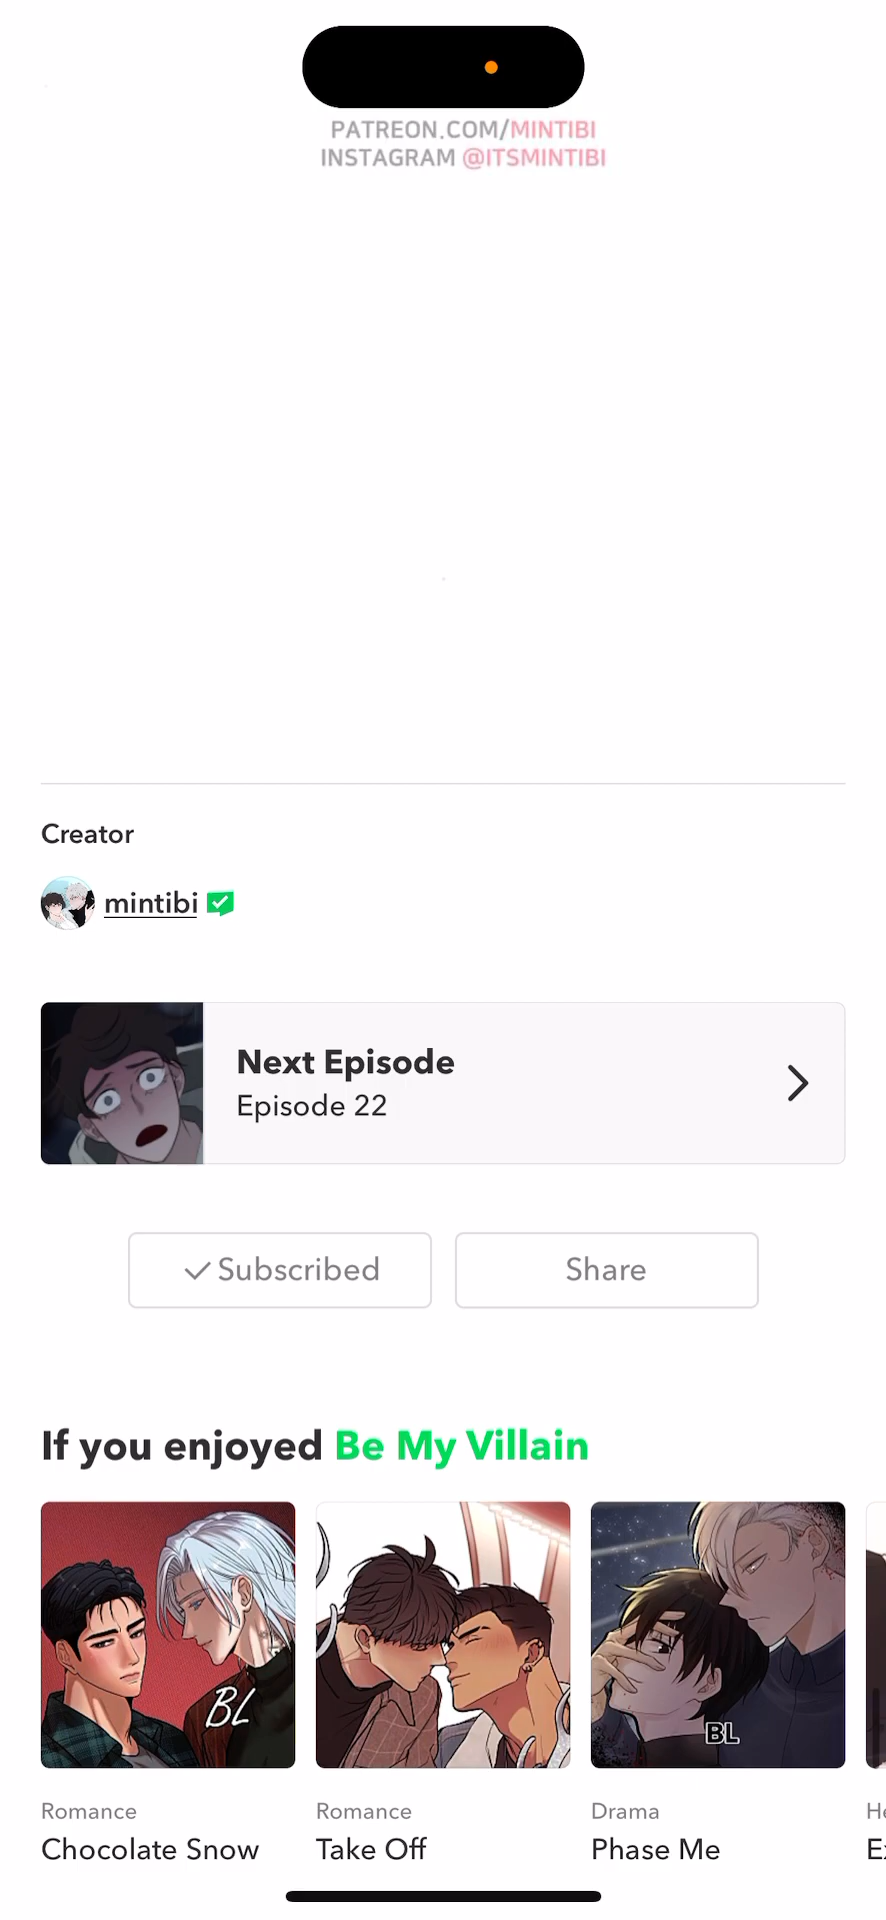 PATREON.COM/MINTIBI
INSTAGRAM @ITSMINTIBI
Creator
mintibi
Next Episode
Episode 22
Subscribed
Share
If you enjoyed Be My Villain
BL
BL
Romance
Chocolate Snow
Romance
Take Off
Drama
Phase Me